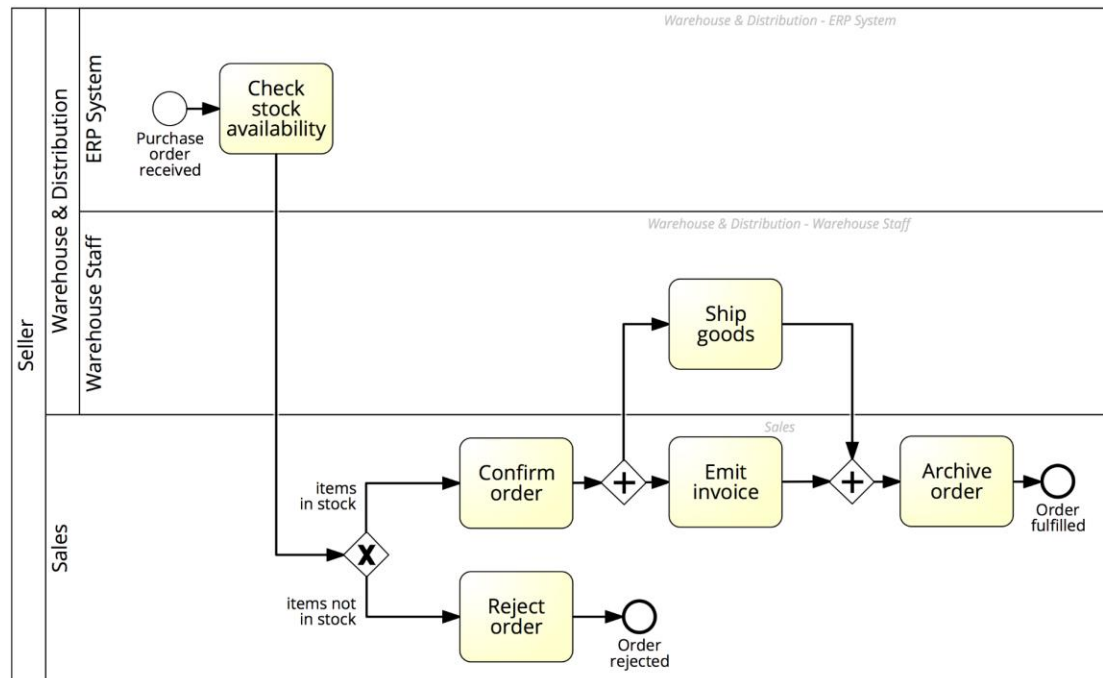 Seller
Warehouse & Distribution
ERP System
Warehouse & Distribution - ERP System
Purchase
order
received
Check
stock
availability
Warehouse Staff
Warehouse & Distribution - Warehouse Staff
Ship
goods
Sales
Sales
items
in stock
Confirm
order
Emit
invoice
Archive
order
Order
fulfilled
X
items not
in stock
Reject
order
Order
rejected